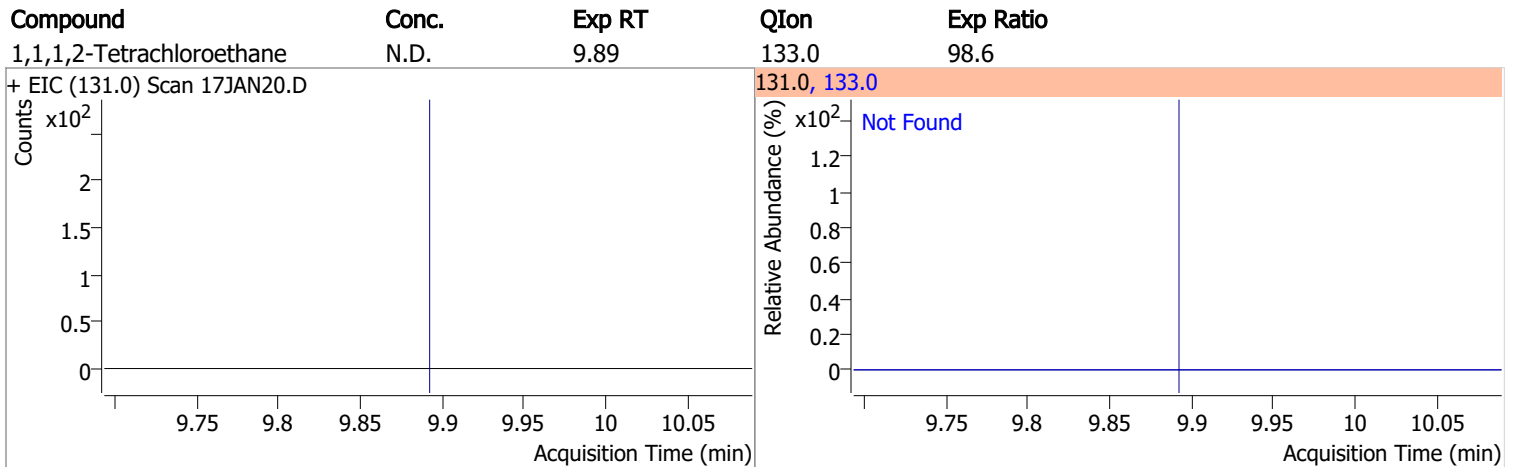 Compound Conc. Exp RT QIon Exp Ratio
1,1,1,2-Tetrachloroethane N.D. 9.89 133.0 98.6
+ EIC (131.0) Scan 17JAN20.D
Counts
x10²
2
1.5
1
0.5
0
9.75 9.8 9.85 9.9 9.95 10 10.05
Acquisition Time (min)
131.0, 133.0
Relative Abundance (%)
x10²
Not Found
1.2
1
0.8
0.6
0.4
0.2
0
9.75 9.8 9.85 9.9 9.95 10 10.05
Acquisition Time (min)